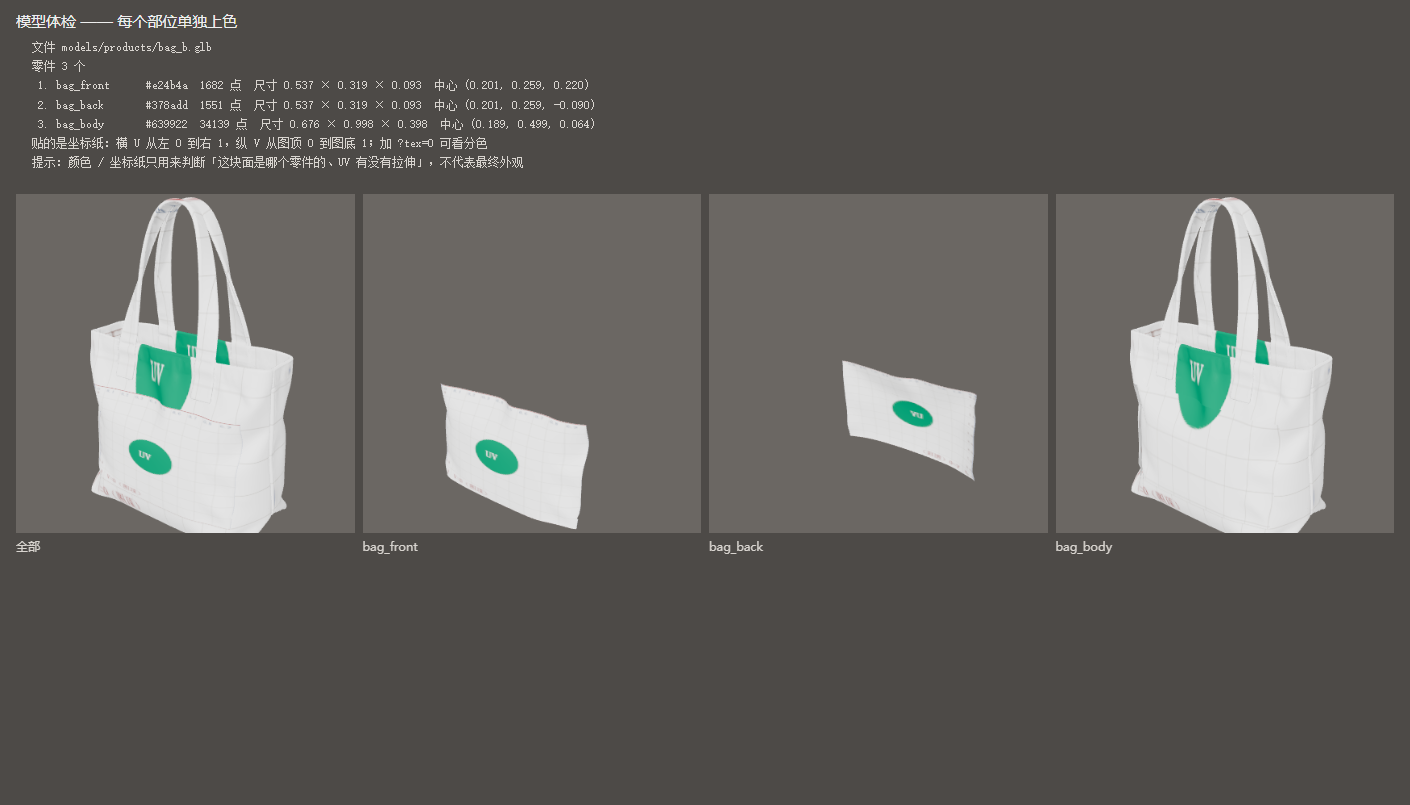 模型体检 —— 每个部位单独上色
文件 models/products/bag_b.glb
零件 3 个
1. bag_front #e24b4a 1682 点 尺寸 0.537 × 0.319 × 0.093 中心 (0.201, 0.259, 0.220)
2. bag_back #378add 1551 点 尺寸 0.537 × 0.319 × 0.093 中心 (0.201, 0.259, -0.090)
3. bag_body #639922 34139 点 尺寸 0.676 × 0.998 × 0.398 中心 (0.189, 0.499, 0.064)
贴的是坐标纸: 横 U 从左 0 到右 1, 纵 V 从图顶 0 到图底 1; 加 ?tex=0 可看分色
提示: 颜色 / 坐标纸只用来判断「这块面是哪个零件的、UV 有没有拉伸」, 不代表最终外观
UV
UV
UV
UV
UV
全部
bag_front
bag_back
bag_body